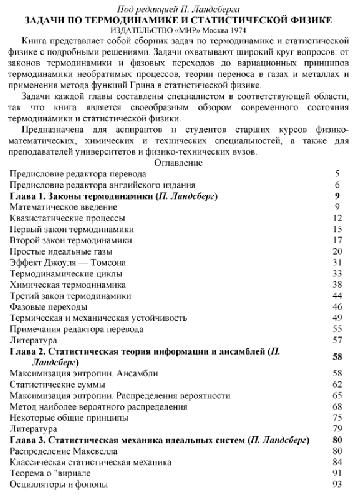 Под редакцией П. Ландсберга
ЗАДАЧИ ПО ТЕРМОДИНАМИКЕ И СТАТИСТИЧЕСКОЙ ФИЗИКЕ
ИЗДАТЕЛЬСТВО «МИР» Москва 1974
Книга представляет собой сборник задач по термодинамике и статистической
физике с подробными решениями. Задачи охватывают широкий круг вопросов: от
законов термодинамики и фазовых переходов до вариационных принципов
термодинамики необратимых процессов, теории переноса в газах и металлах и
применения метода функций Грина в статистической физике.
Задачи каждой главы составлены специалистом в соответствующей области,
так что книга является своеобразным обзором современного состояния
термодинамики и статистической физики.
Предназначена для аспирантов и студентов старших курсов физико-
математических, химических и технических специальностей, а также для
преподавателей университетов и физико-технических вузов.
Оглавление
Предисловие редактора перевода 5
Предисловие редактора английского издания 6
Глава 1. Законы термодинамики (П. Ландсберг) 9
Математическое введение 9
Квазистатические процессы 12
Первый закон термодинамики 15
Второй закон термодинамики 17
Простые идеальные газы 20
Эффект Джоуля — Томсона 31
Термодинамические циклы 33
Химическая термодинамика 38
Третий закон термодинамики 44
Фазовые переходы 46
Термическая и механическая устойчивость 49
Примечания редактора перевода 55
Литература 57
Глава 2. Статистическая теория информации и ансамблей (П. 58
Ландсберг)
Максимизация энтропии. Ансамбли 58
Статистические суммы 62
Максимизация энтропии. Распределения вероятности 65
Метод наиболее вероятного распределения 68
Некоторые общие принципы 75
Литература 79
Глава 3. Статистическая механика идеальных систем (П. Ландсберг) 80
Распределение Максвелла 80
Классическая статистическая механика 84
Теорема о "вириале 91
Осцилляторы и фононы 93